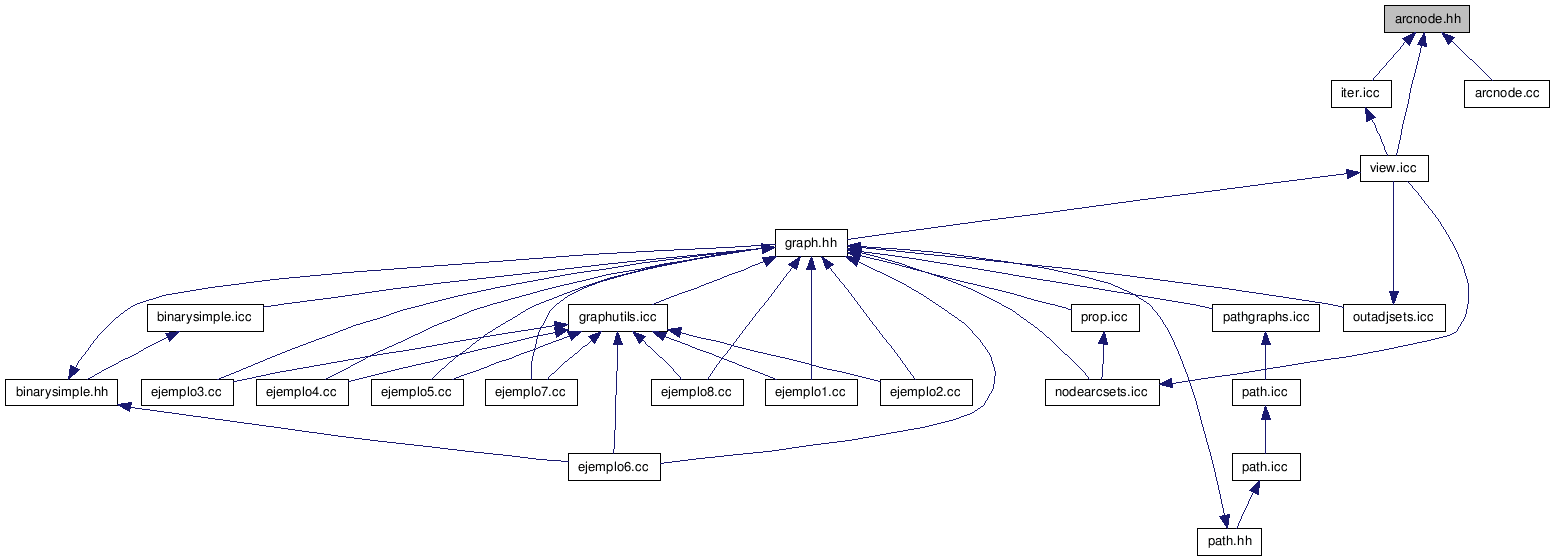 arcnode.hh
iter.icc
arcnode.cc
view.icc
graph.hh
binarysimple.icc
graphutils.icc
prop.icc
pathgraphs.icc
outadjsets.icc
binarysimple.hh
ejemplo3.cc
ejemplo4.cc
ejemplo5.cc
ejemplo7.cc
ejemplo8.cc
ejemplo1.cc
ejemplo2.cc
nodearcsets.icc
path.icc
ejemplo6.cc
path.icc
path.hh